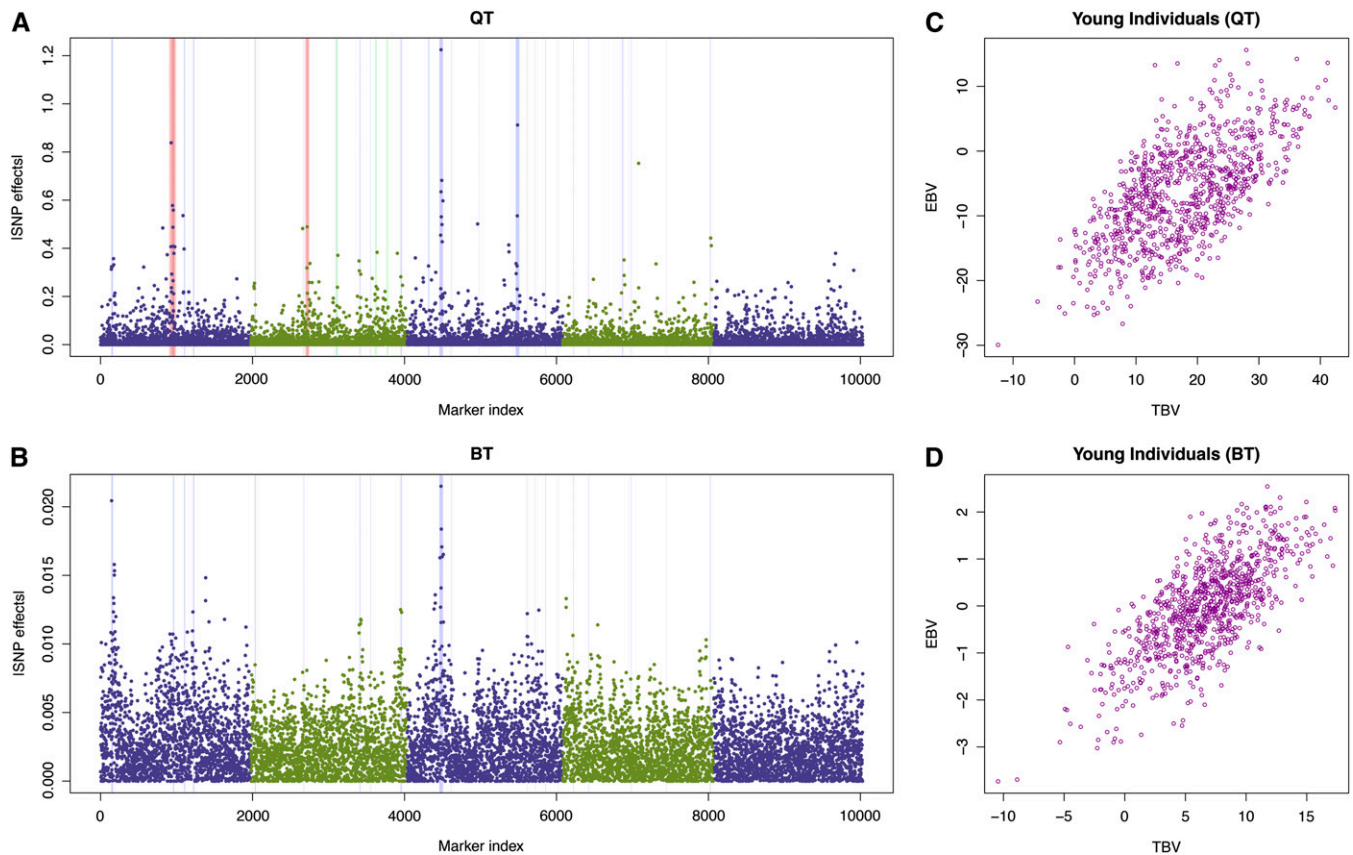 A
QT
1.2
1.0
0.8
0.6
0.4
0.2
0.0
|SNP effects|
0 2000 4000 6000 8000 10000
Marker index
C
Young Individuals (QT)
10
0
−10
−20
−30
EBV
−10 0 10 20 30 40
TBV
B
BT
0.020
0.015
0.010
0.005
0.000
|SNP effects|
0 2000 4000 6000 8000 10000
Marker index
D
Young Individuals (BT)
2
1
0
−1
−2
−3
EBV
−10 −5 0 5 10 15
TBV